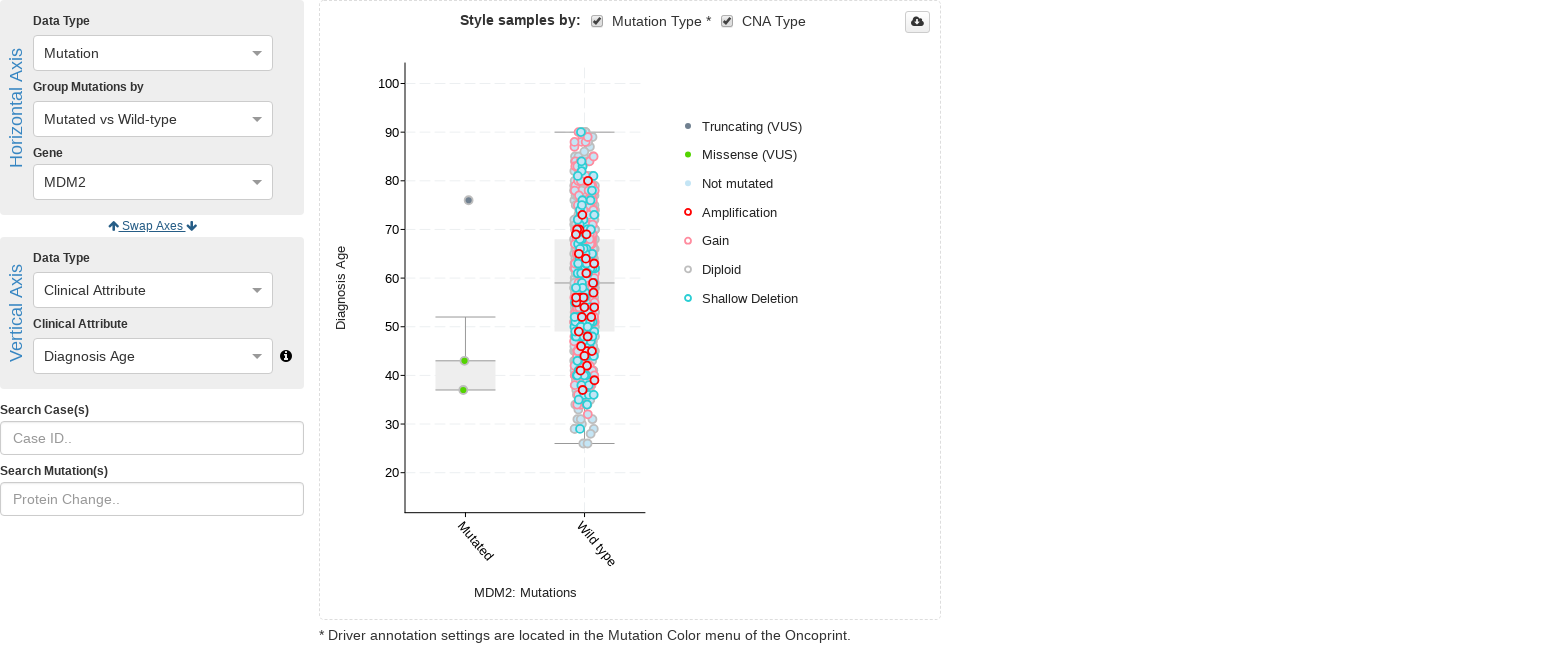 Horizontal Axis
Data Type
Mutation
Group Mutations by
Mutated vs Wild-type
Gene
MDM2
Swap Axes
Vertical Axis
Data Type
Clinical Attribute
Clinical Attribute
Diagnosis Age
Search Case(s)
Case ID..
Search Mutation(s)
Protein Change..
Style samples by: Mutation Type * CNA Type
Diagnosis Age
100
90
80
70
60
50
40
30
20
Mutated
Wild type
MDM2: Mutations
Truncating (VUS)
Missense (VUS)
Not mutated
Amplification
Gain
Diploid
Shallow Deletion
* Driver annotation settings are located in the Mutation Color menu of the Oncoprint.